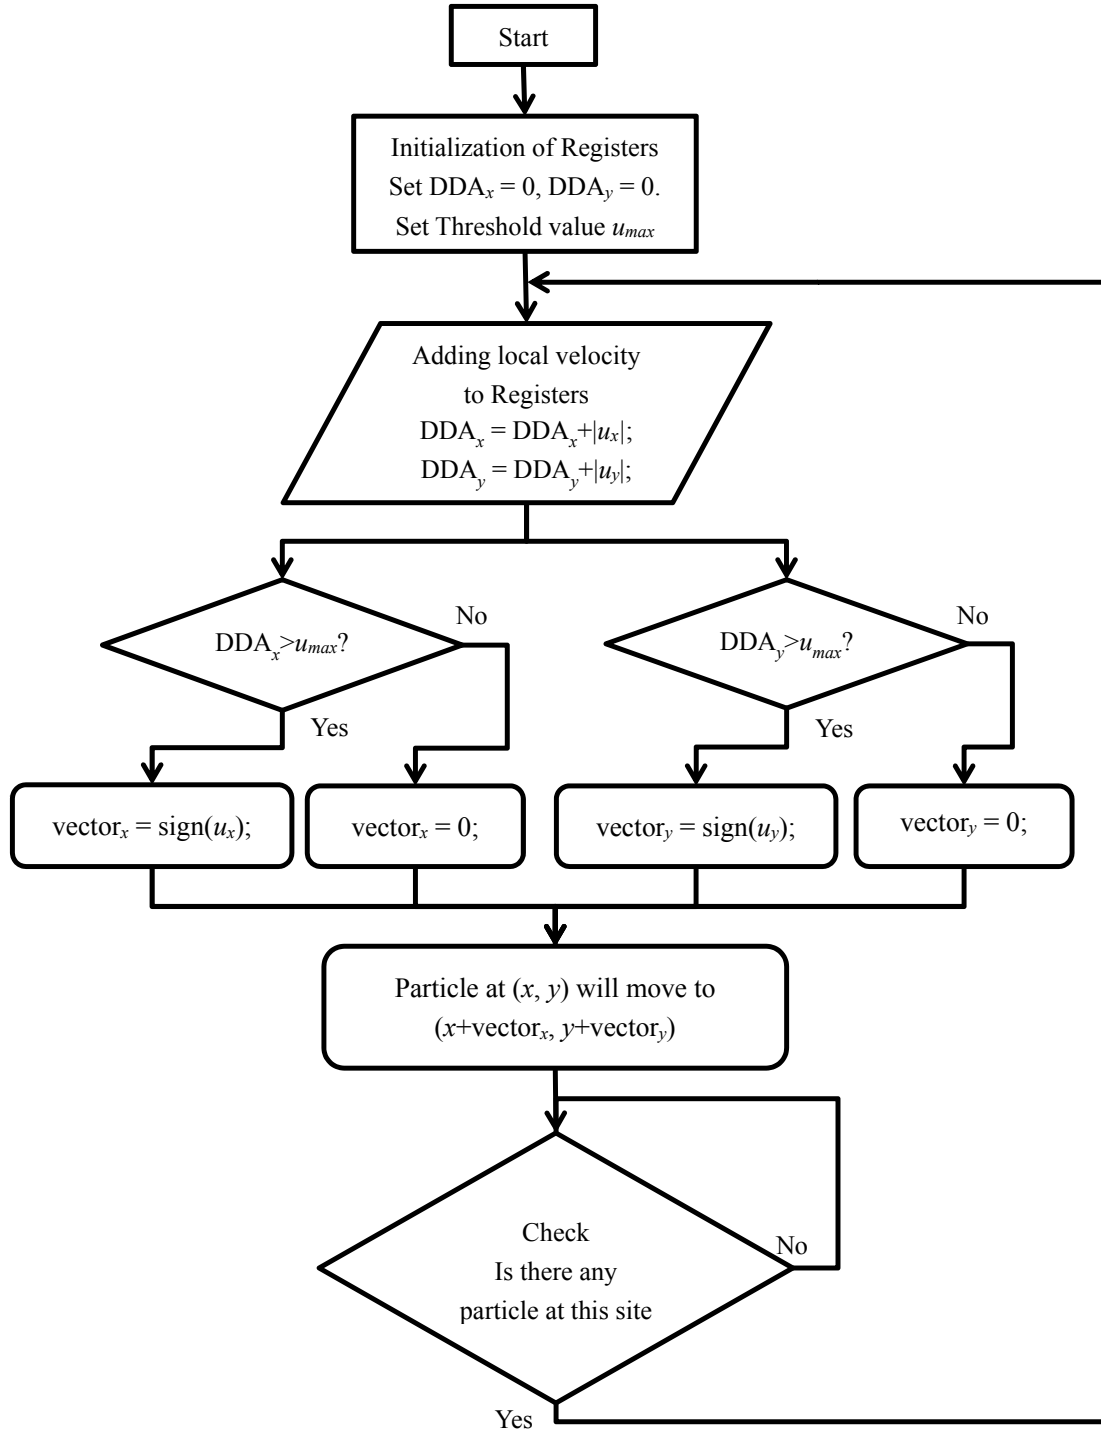 Start
Initialization of Registers
Set DDAx = 0, DDAy = 0.
Set Threshold value umax
Adding local velocity
to Registers
DDAx = DDAx+|ux|;
DDAy = DDAy+|uy|;
DDAx>umax?
No
Yes
DDAy>umax?
No
Yes
vectorx = sign(ux);
vectorx = 0;
vectory = sign(uy);
vectory = 0;
Particle at (x, y) will move to
(x+vectorx, y+vectory)
Check
Is there any
particle at this site
No
Yes